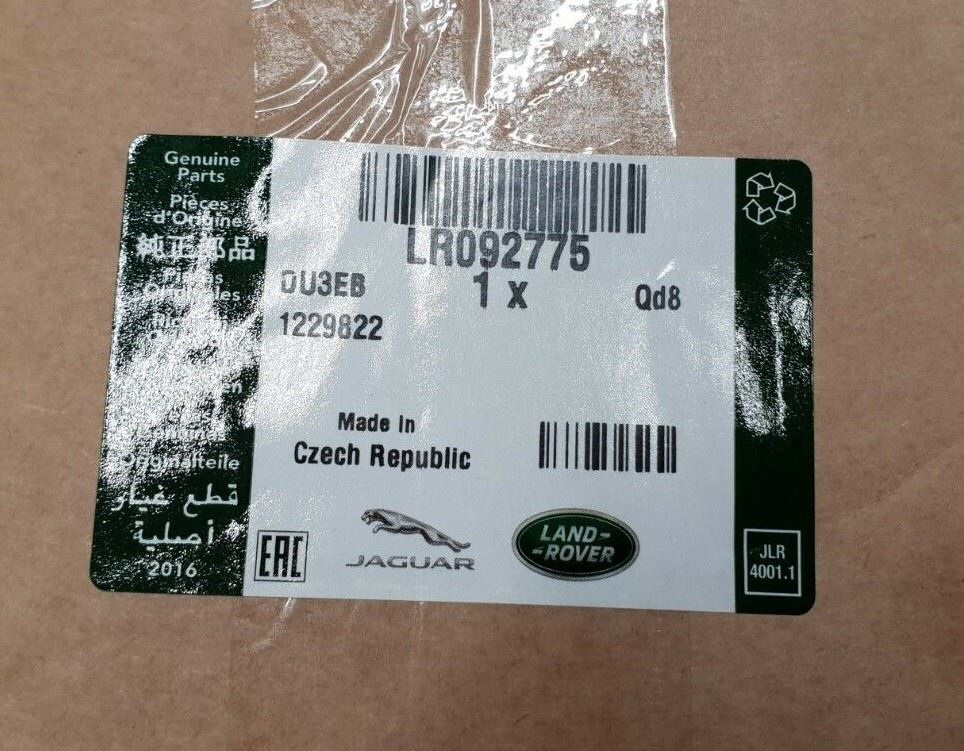 Genuine
Parts
Pièces
d'Origine
純正部品
Originalteile
قطع غيار
أصلية
2016
LR092775
DU3EB
1 x
Qd8
1229822
Made in
Czech Republic
EAC
JAGUAR
LAND-
-ROVER
JLR
4001.1